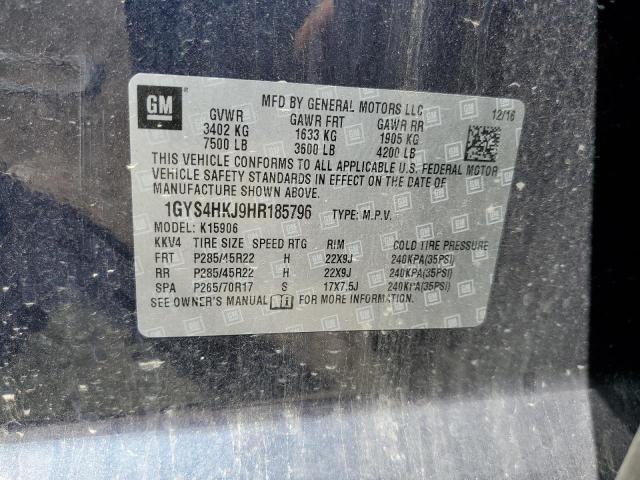 GM
MFD BY GENERAL MOTORS LLC
12/16
GVWR GAWR FRT GAWR RR
3402 KG 1633 KG 1905 KG
7500 LB 3600 LB 4200 LB
THIS VEHICLE CONFORMS TO ALL APPLICABLE U.S. FEDERAL MOTOR
VEHICLE SAFETY STANDARDS IN EFFECT ON THE DATE OF
MANUFACTURE SHOWN ABOVE.
1GYS4HKJ9HR185796 TYPE: M.P.V.
MODEL: K15906
KKV4 TIRE SIZE SPEED RTG RIM COLD TIRE PRESSURE
FRT P285/45R22 H 22X9J 240KPA(35PSI)
RR P285/45R22 H 22X9J 240KPA(35PSI)
SPA P265/70R17 S 17X7.5J 240KPA(35PSI)
SEE OWNER'S MANUAL FOR MORE INFORMATION.